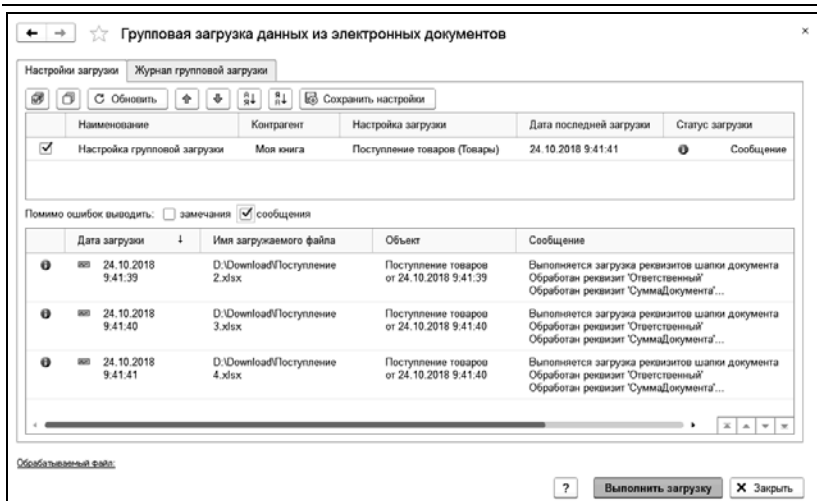 Групповая загрузка данных из электронных документов
Настройки загрузки Журнал групповой загрузки
Обновить Сохранить настройки
Наименование Контрагент Настройка загрузки Дата последней загрузки Статус загрузки
Настройка групповой загрузки Моя книга Поступление товаров (Товары) 24.10.2018 9:41:41 Сообщение
Помимо ошибок выводить: замечания сообщения
Дата загрузки ↓ Имя загружаемого файла Объект Сообщение
24.10.2018 D:\Download\Поступление Поступление товаров Выполняется загрузка реквизитов шапки документа
9:41:39 2.xlsx от 24.10.2018 9:41:39 Обработан реквизит 'Ответственный'
Обработан реквизит 'СуммаДокумента'...
24.10.2018 D:\Download\Поступление Поступление товаров Выполняется загрузка реквизитов шапки документа
9:41:40 3.xlsx от 24.10.2018 9:41:40 Обработан реквизит 'Ответственный'
Обработан реквизит 'СуммаДокумента'...
24.10.2018 D:\Download\Поступление Поступление товаров Выполняется загрузка реквизитов шапки документа
9:41:41 4.xlsx от 24.10.2018 9:41:40 Обработан реквизит 'Ответственный'
Обработан реквизит 'СуммаДокумента'...
Обрабатываемый файл:
? Выполнить загрузку Закрыть